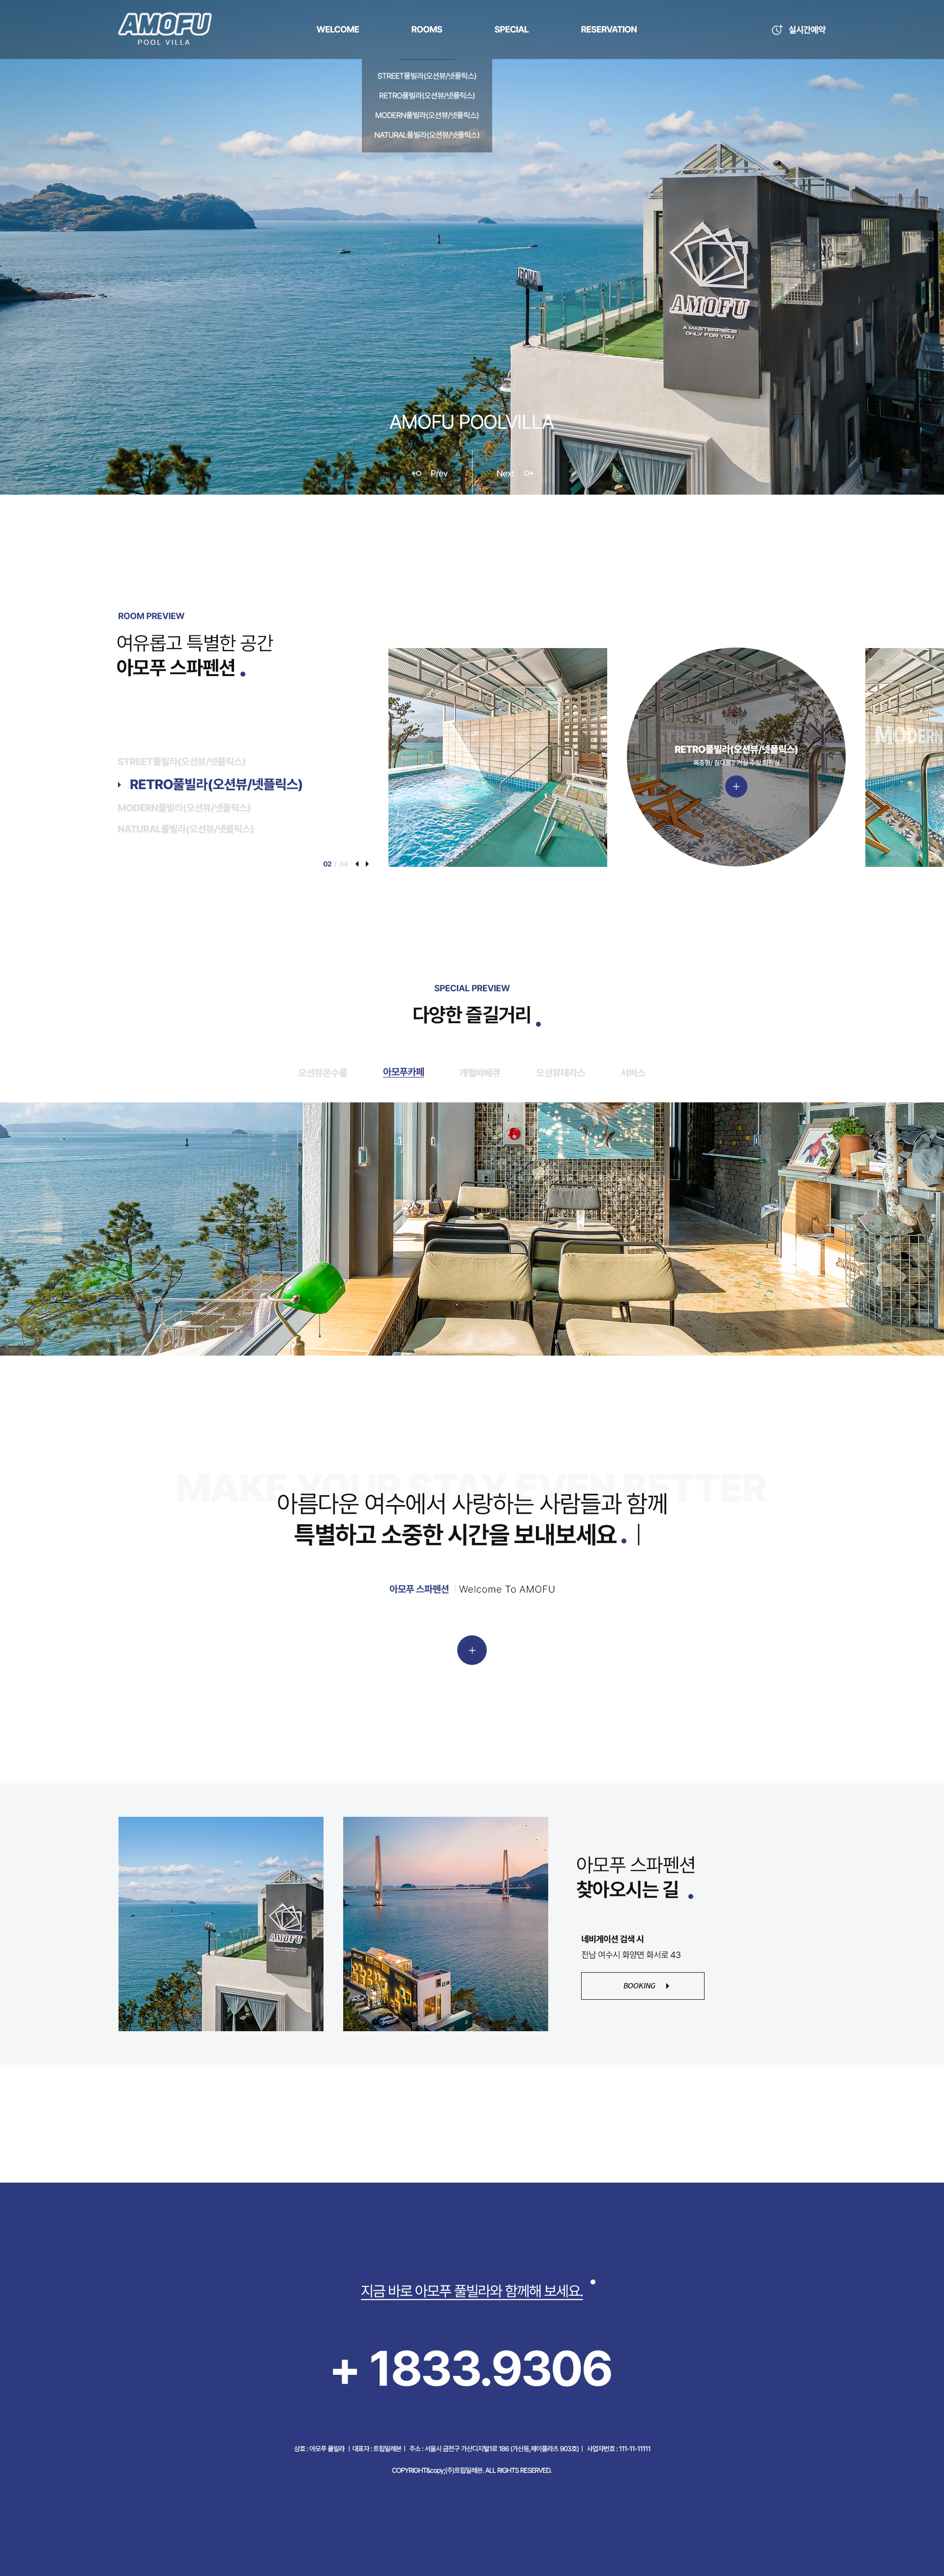 AMOFU
POOL VILLA
WELCOME
ROOMS
SPECIAL
RESERVATION
실시간예약
STREET풀빌라(오션뷰/넷플릭스)
RETRO풀빌라(오션뷰/넷플릭스)
MODERN풀빌라(오션뷰/넷플릭스)
NATURAL풀빌라(오션뷰/넷플릭스)
AMOFU
A MASTERPIECE
ONLY FOR YOU
AMOFU POOLVILLA
Prev
Next
ROOM PREVIEW
여유롭고 특별한 공간
아모푸 스파펜션
STREET풀빌라(오션뷰/넷플릭스)
RETRO풀빌라(오션뷰/넷플릭스)
MODERN풀빌라(오션뷰/넷플릭스)
NATURAL풀빌라(오션뷰/넷플릭스)
02 / 04
STREET
RETRO풀빌라(오션뷰/넷플릭스)
MODERN
SPECIAL PREVIEW
다양한 즐길거리
오션뷰온수풀
아모푸카페
개별바베큐
오션뷰테라스
서비스
MAKE YOUR STAY EVEN BETTER
아름다운 여수에서 사랑하는 사람들과 함께
특별하고 소중한 시간을 보내보세요
아모푸 스파펜션 | Welcome To AMOFU
AMOFU
아모푸 스파펜션
찾아오시는 길
네비게이션 검색 시
전남 여수시 화양면 화서로 43
BOOKING
지금 바로 아모푸 풀빌라와 함께해 보세요.
+ 1833.9306
상호 : 아모푸 풀빌라 | 대표자 : 트립일레븐 | 주소 : 서울시 금천구 가산디지털1로 186 (가산동,제이플라츠 903호) | 사업자번호 : 111-11-11111
COPYRIGHT&copy;(주)트립일레븐. ALL RIGHTS RESERVED.